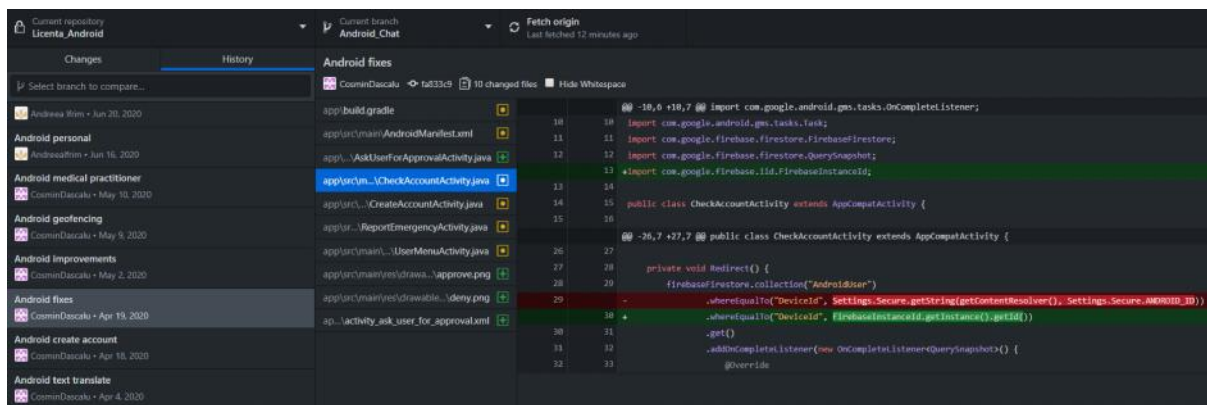 Current repository
Licenta_Android
Current branch
Android_Chat
Fetch origin
Last fetched 12 minutes ago
Changes
History
Select branch to compare...
Andreea Ifrim • Jun 20, 2020
Android personal
AndreeaIfrim • Jun 16, 2020
Android medical practitioner
CosminDascalu • May 10, 2020
Android geofencing
CosminDascalu • May 9, 2020
Android improvements
CosminDascalu • May 2, 2020
Android fixes
CosminDascalu • Apr 19, 2020
Android create account
CosminDascalu • Apr 18, 2020
Android text translate
CosminDascalu • Apr 4, 2020
Android fixes
CosminDascalu fa833c9 10 changed files Hide Whitespace
app\build.gradle
app\src\main\AndroidManifest.xml
app\...\AskUserForApprovalActivity.java
app\src\m...\CheckAccountActivity.java
app\src\...\CreateAccountActivity.java
app\sr...\ReportEmergencyActivity.java
app\src\main\...\UserMenuActivity.java
app\src\main\res\drawa...\approve.png
app\src\main\res\drawable...\deny.png
ap...\activity_ask_user_for_approval.xml
@@ -10,6 +10,7 @@ import com.google.android.gms.tasks.OnCompleteListener;
10 10 import com.google.android.gms.tasks.Task;
11 11 import com.google.firebase.firestore.FirebaseFirestore;
12 12 import com.google.firebase.firestore.QuerySnapshot;
13 +import com.google.firebase.iid.FirebaseInstanceId;
13 14
14 15 public class CheckAccountActivity extends AppCompatActivity {
15 16
@@ -26,7 +27,7 @@ public class CheckAccountActivity extends AppCompatActivity {
26 27
27 28 private void Redirect() {
28 29 firebaseFirestore.collection("AndroidUser")
29 - .whereEqualTo("DeviceId", Settings.Secure.getString(getContentResolver(), Settings.Secure.ANDROID_ID))
30 + .whereEqualTo("DeviceId", FirebaseInstanceId.getInstance().getId())
30 31 .get()
31 32 .addOnCompleteListener(new OnCompleteListener<QuerySnapshot>() {
32 33 @Override